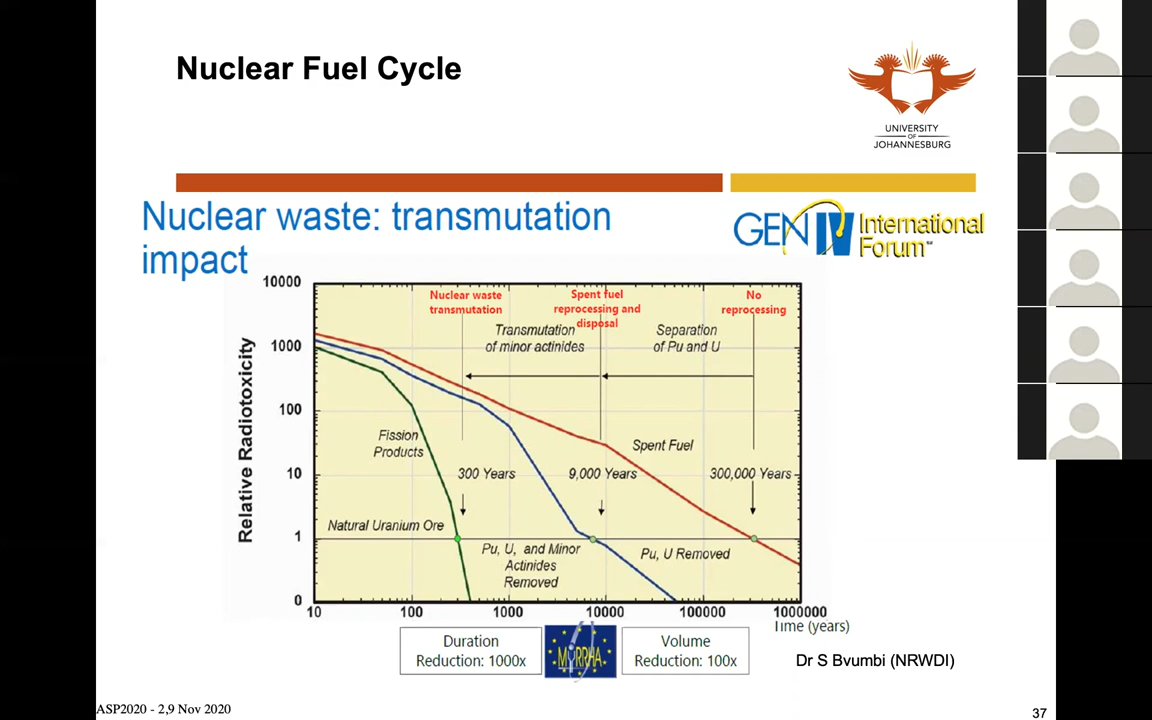 Nuclear Fuel Cycle
UNIVERSITY
OF
JOHANNESBURG
Nuclear waste: transmutation
impact
GEN IV International
Forum
10000
1000
100
10
1
0
Relative Radiotoxicity
Nuclear waste
transmutation
Spent fuel
reprocessing and
disposal
No
reprocessing
Transmutation
of minor actinides
Separation
of Pu and U
Fission
Products
Spent Fuel
300 Years
9,000 Years
300,000 Years
Natural Uranium Ore
Pu, U, and Minor
Actinides
Removed
Pu, U Removed
10
100
1000
10000
100000
1000000
Time (years)
Duration
Reduction: 1000x
MYRRHA
Volume
Reduction: 100x
Dr S Bvumbi (NRWDI)
ASP2020 - 2,9 Nov 2020
37